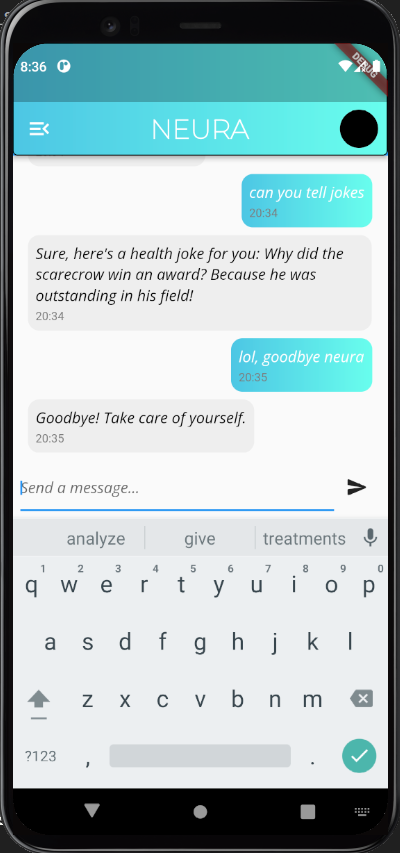 8:36
DEBUG
NEURA
can you tell jokes
20:34
Sure, here's a health joke for you: Why did the
scarecrow win an award? Because he was
outstanding in his field!
20:34
lol, goodbye neura
20:35
Goodbye! Take care of yourself.
20:35
Send a message...
analyze give treatments
1 2 3 4 5 6 7 8 9 0
q w e r t y u i o p
a s d f g h j k l
z x c v b n m
?123 , .